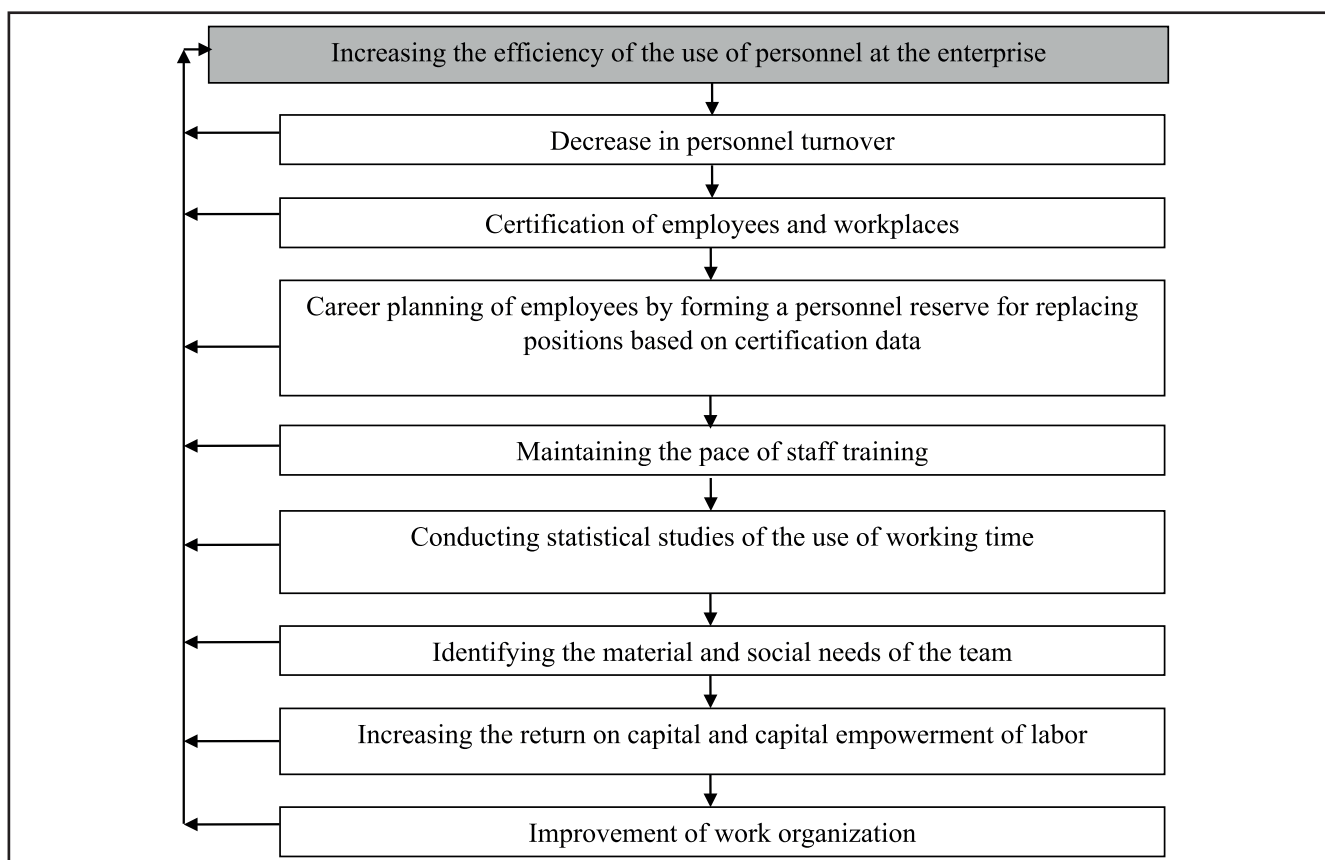 Increasing the efficiency of the use of personnel at the enterprise
Decrease in personnel turnover
Certification of employees and workplaces
Career planning of employees by forming a personnel reserve for replacing
positions based on certification data
Maintaining the pace of staff training
Conducting statistical studies of the use of working time
Identifying the material and social needs of the team
Increasing the return on capital and capital empowerment of labor
Improvement of work organization